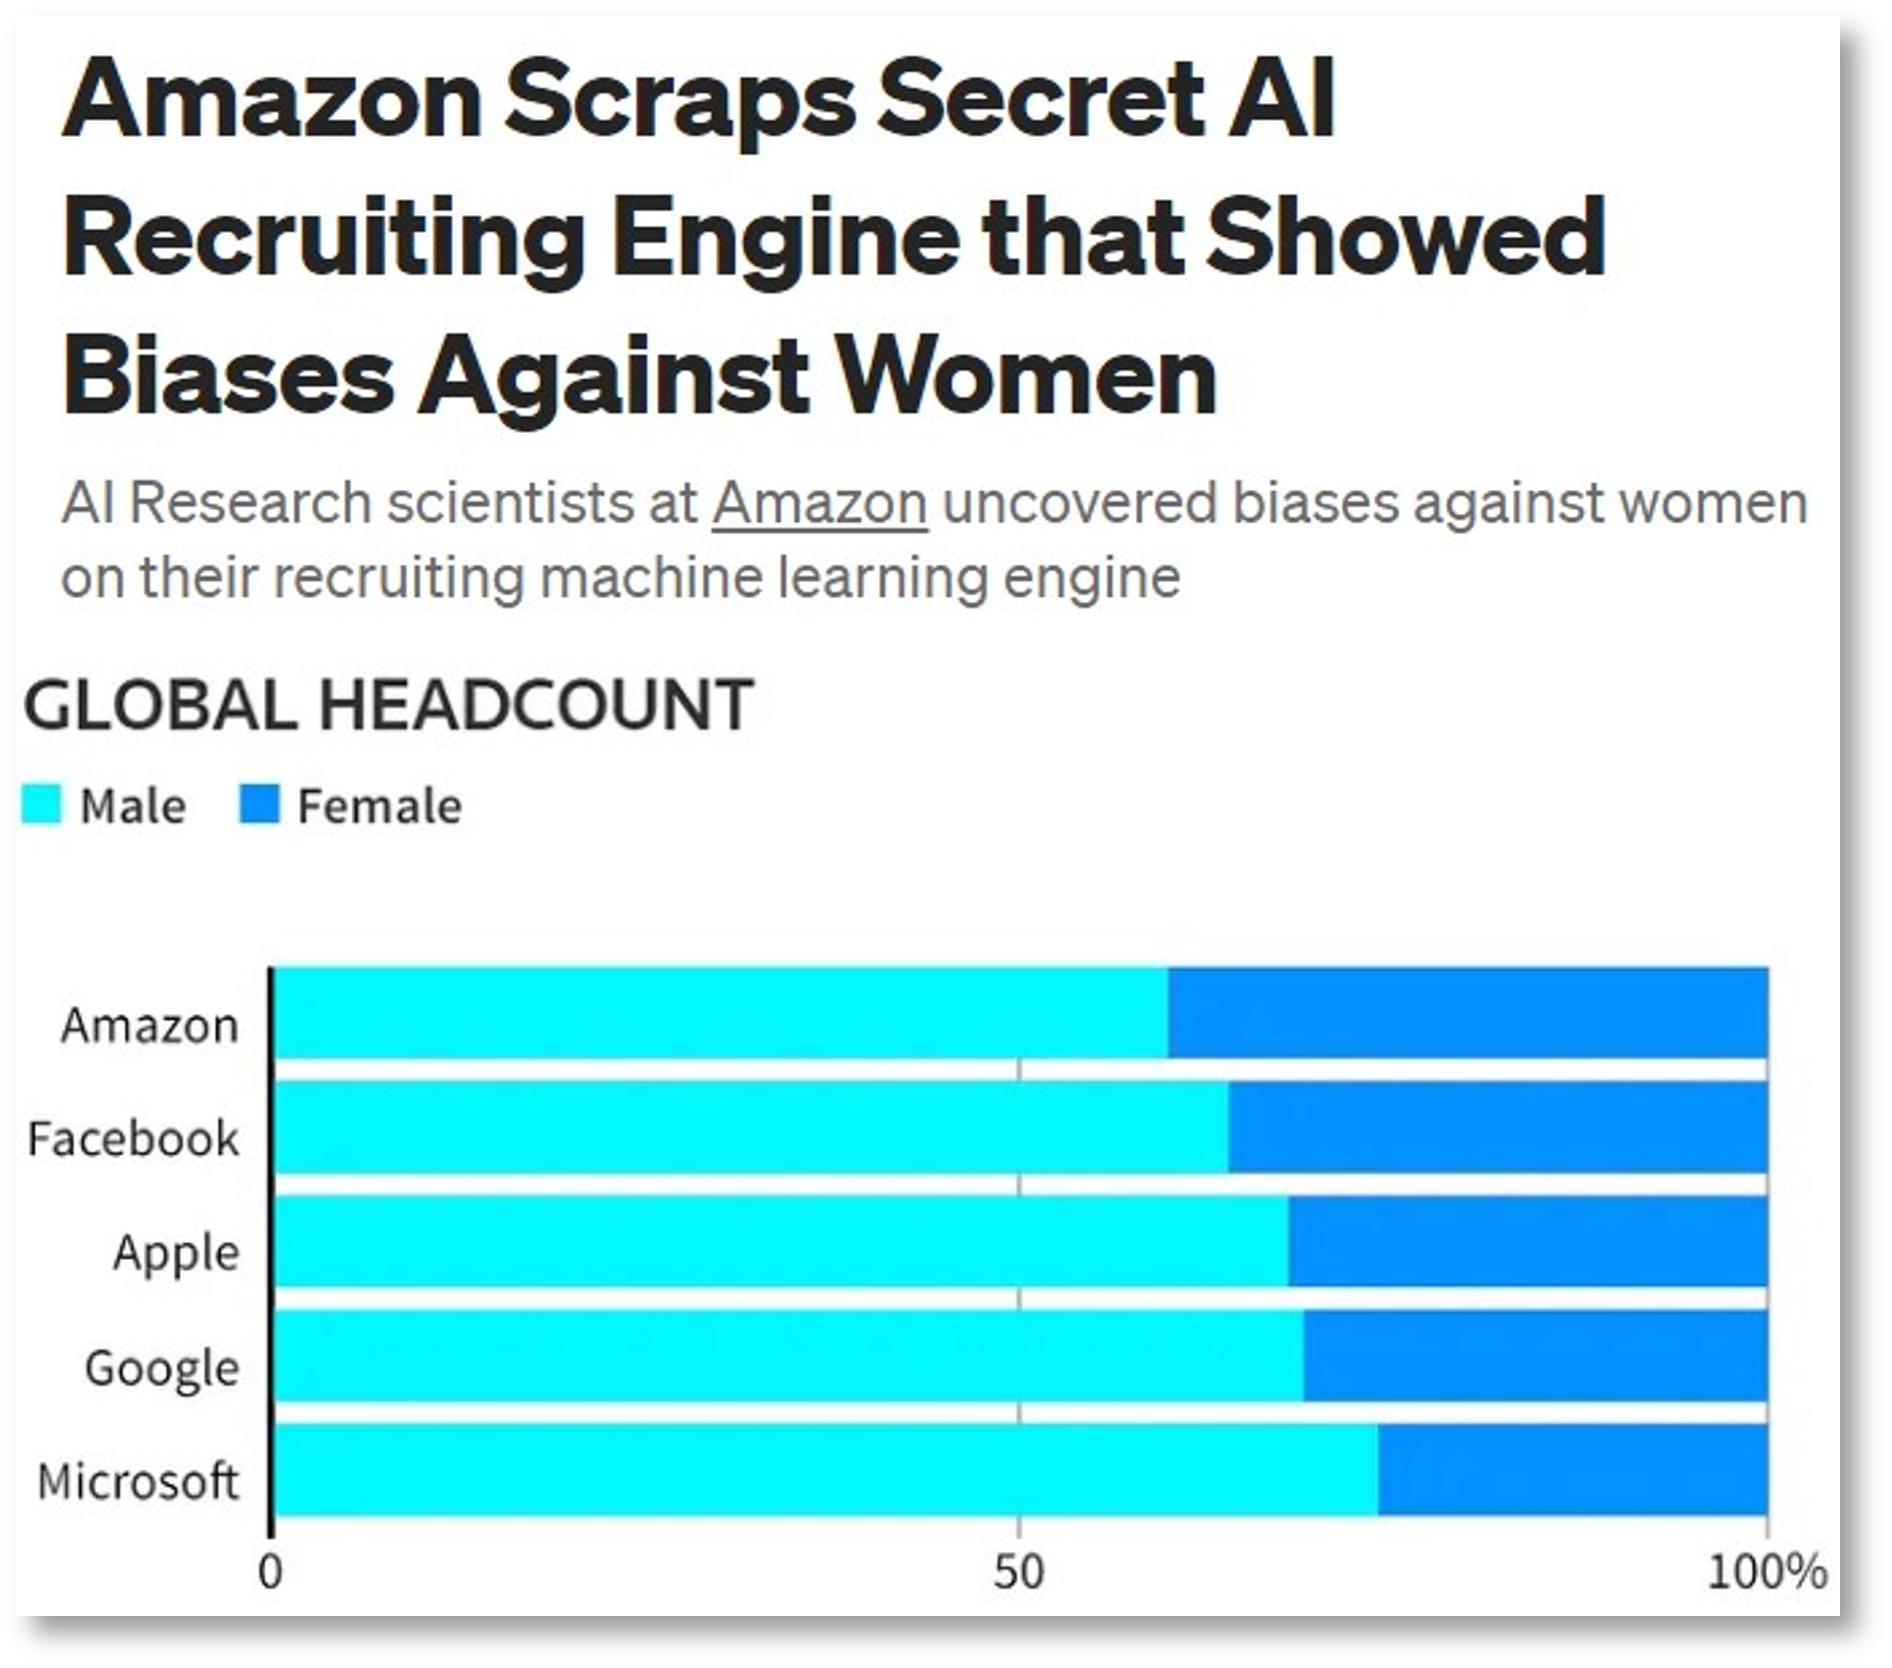 Amazon Scraps Secret AI
Recruiting Engine that Showed
Biases Against Women
AI Research scientists at Amazon uncovered biases against women
on their recruiting machine learning engine
GLOBAL HEADCOUNT
Male Female
Amazon
Facebook
Apple
Google
Microsoft
0 50 100%